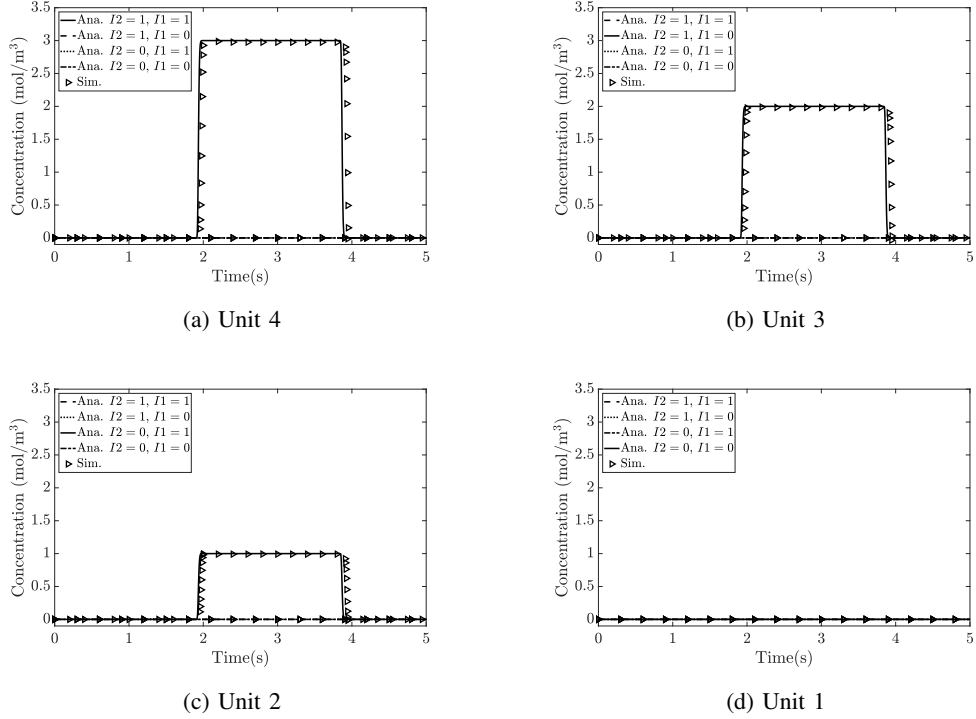 3.5
3
2.5
2
1.5
1
0.5
0
Concentration (mol/m³)
Ana. I2 = 1, I1 = 1
Ana. I2 = 1, I1 = 0
Ana. I2 = 0, I1 = 1
Ana. I2 = 0, I1 = 0
Sim.
0 1 2 3 4 5
Time(s)
(a) Unit 4
3.5
3
2.5
2
1.5
1
0.5
0
Concentration (mol/m³)
Ana. I2 = 1, I1 = 1
Ana. I2 = 1, I1 = 0
Ana. I2 = 0, I1 = 1
Ana. I2 = 0, I1 = 0
Sim.
0 1 2 3 4 5
Time(s)
(b) Unit 3
3.5
3
2.5
2
1.5
1
0.5
0
Concentration (mol/m³)
Ana. I2 = 1, I1 = 1
Ana. I2 = 1, I1 = 0
Ana. I2 = 0, I1 = 1
Ana. I2 = 0, I1 = 0
Sim.
0 1 2 3 4 5
Time(s)
(c) Unit 2
3.5
3
2.5
2
1.5
1
0.5
0
Concentration (mol/m³)
Ana. I2 = 1, I1 = 1
Ana. I2 = 1, I1 = 0
Ana. I2 = 0, I1 = 1
Ana. I2 = 0, I1 = 0
Sim.
0 1 2 3 4 5
Time(s)
(d) Unit 1